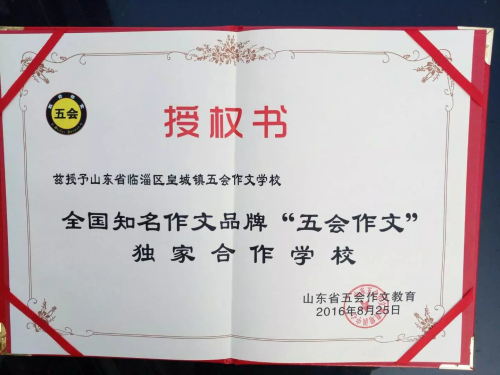 五会
授权书
兹授予山东省临淄区皇城镇五会作文学校
全国知名作文品牌“五会作文”
独家合作学校
山东省五会作文教育
2016年8月25日